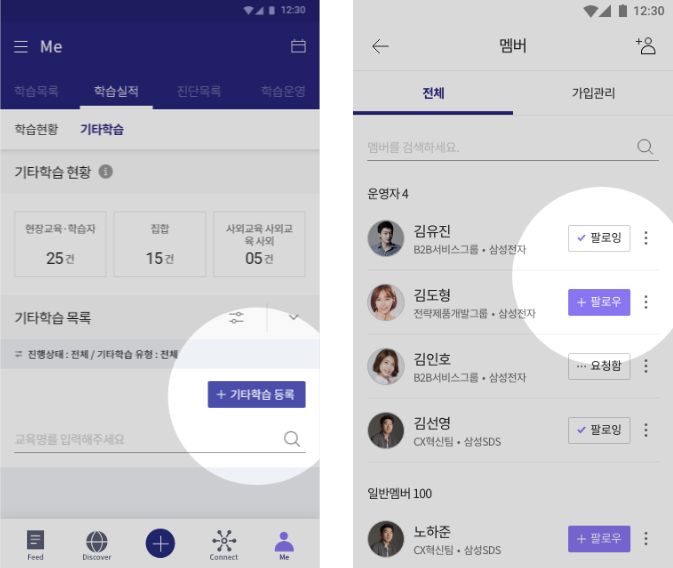 12:30
Me
학습목록 학습실적 진단목록 학습운영
학습현황 기타학습
기타학습 현황
현장교육·학습자
25건
집합
15건
사외교육 사외교
육 사외
05건
기타학습 목록
진행상태 : 전체 / 기타학습 유형 : 전체
+ 기타학습 등록
교육명를 입력해주세요
Feed Discover Connect Me
12:30
멤버
전체 가입관리
멤버를 검색하세요.
운영자 4
김유진
B2B서비스그룹 • 삼성전자
팔로잉
김도형
전략제품개발그룹 • 삼성전자
+ 팔로우
김인호
B2B서비스그룹 • 삼성전자
··· 요청함
김선영
CX혁신팀 • 삼성SDS
팔로잉
일반멤버 100
노하준
CX혁신팀 • 삼성SDS
+ 팔로우